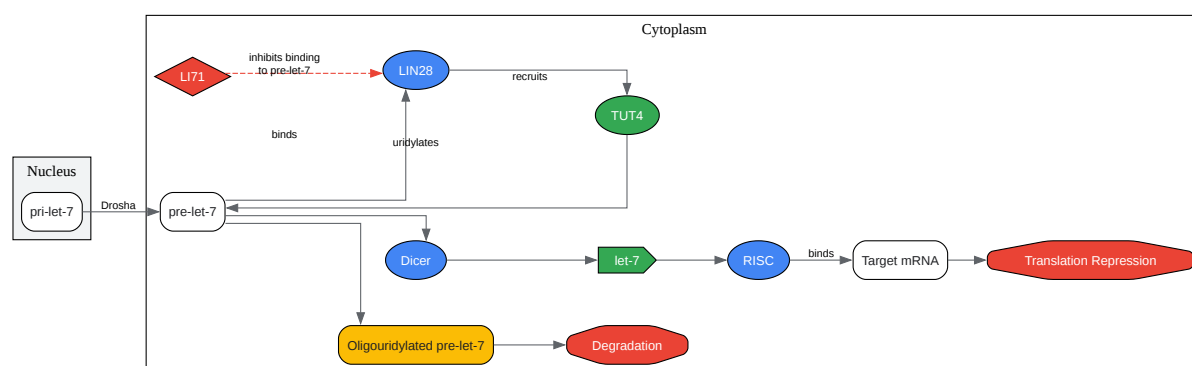 Cytoplasm
inhibits binding
to pre-let-7
LI71
LIN28
recruits
TUT4
binds
uridylates
Nucleus
pri-let-7
Drosha
pre-let-7
Dicer
let-7
RISC
binds
Target mRNA
Translation Repression
Oligouridylated pre-let-7
Degradation